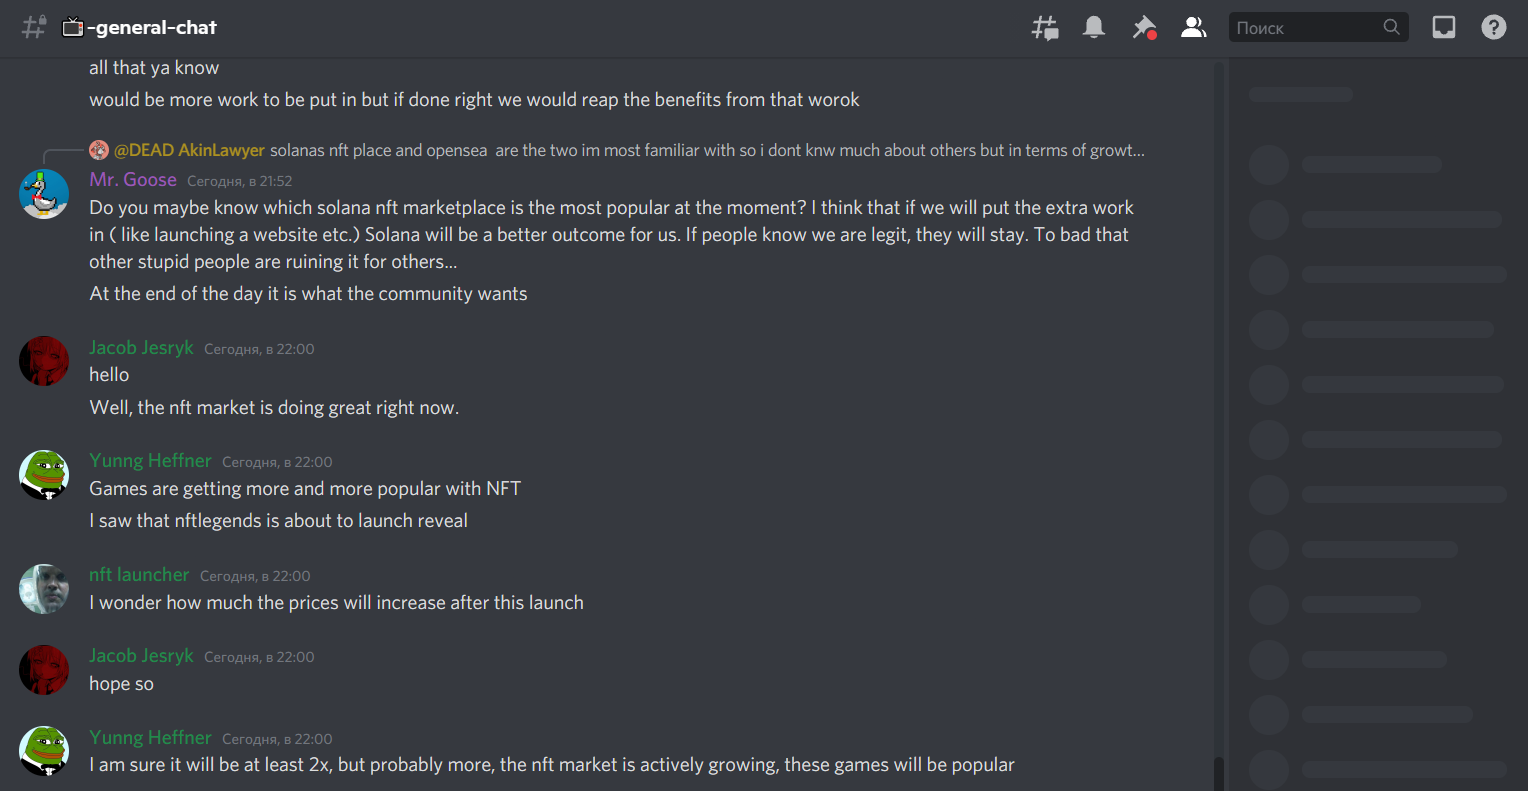 -general-chat
Поиск
all that ya know
would be more work to be put in but if done right we would reap the benefits from that worok
@DEAD AkinLawyer solanas nft place and opensea are the two im most familiar with so i dont knw much about others but in terms of growt...
Mr. Goose Сегодня, в 21:52
Do you maybe know which solana nft marketplace is the most popular at the moment? I think that if we will put the extra work
in ( like launching a website etc.) Solana will be a better outcome for us. If people know we are legit, they will stay. To bad that
other stupid people are ruining it for others...
At the end of the day it is what the community wants
Jacob Jesryk Сегодня, в 22:00
hello
Well, the nft market is doing great right now.
Yunng Heffner Сегодня, в 22:00
Games are getting more and more popular with NFT
I saw that nftlegends is about to launch reveal
nft launcher Сегодня, в 22:00
I wonder how much the prices will increase after this launch
Jacob Jesryk Сегодня, в 22:00
hope so
Yunng Heffner Сегодня, в 22:00
I am sure it will be at least 2x, but probably more, the nft market is actively growing, these games will be popular